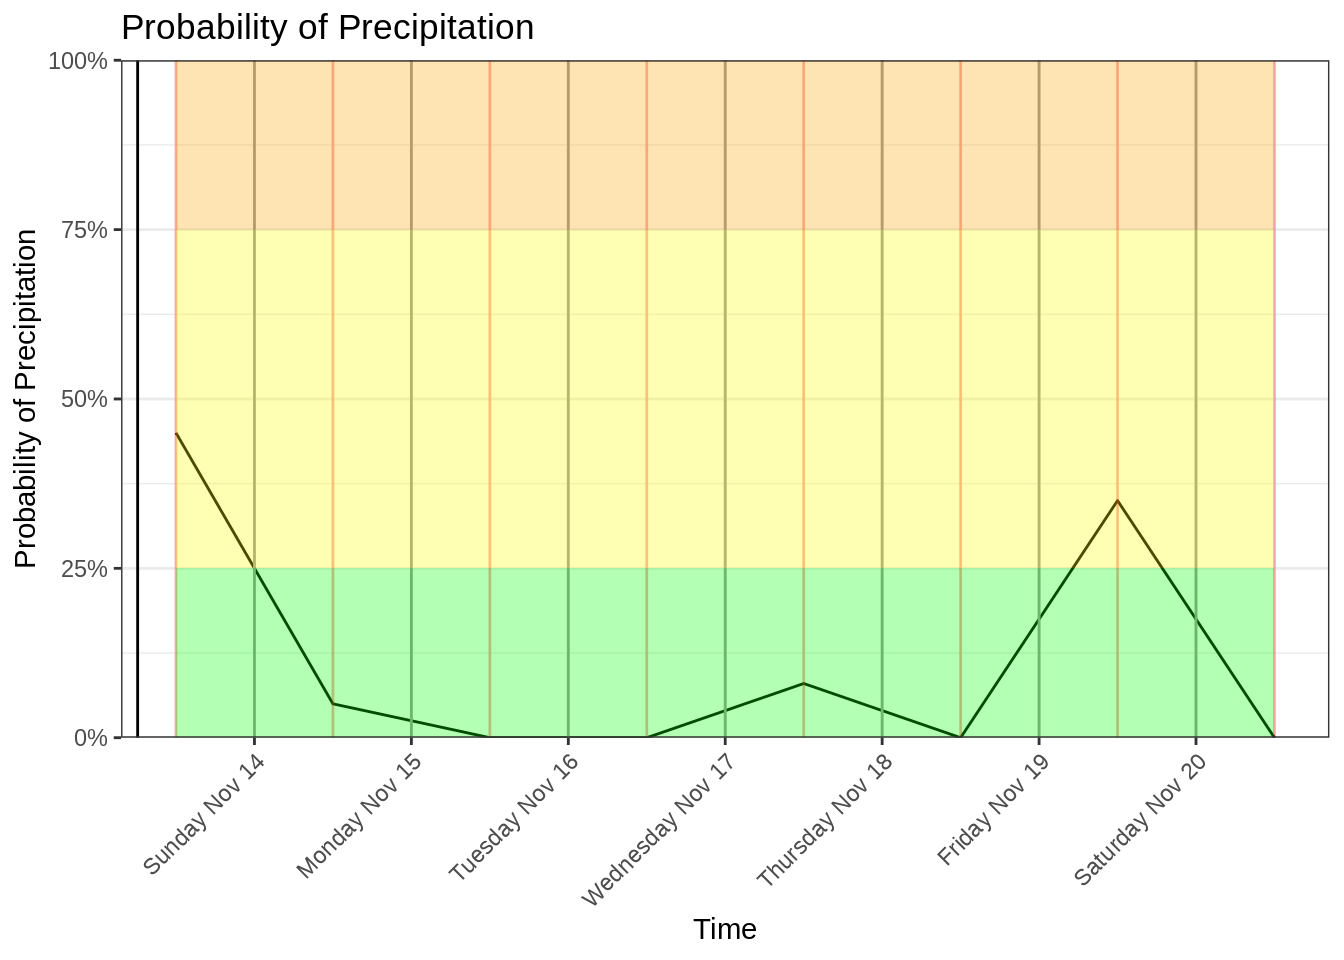 Probability of Precipitation
Probability of Precipitation
100%
75%
50%
25%
0%
Sunday Nov 14
Monday Nov 15
Tuesday Nov 16
Wednesday Nov 17
Thursday Nov 18
Friday Nov 19
Saturday Nov 20
Time